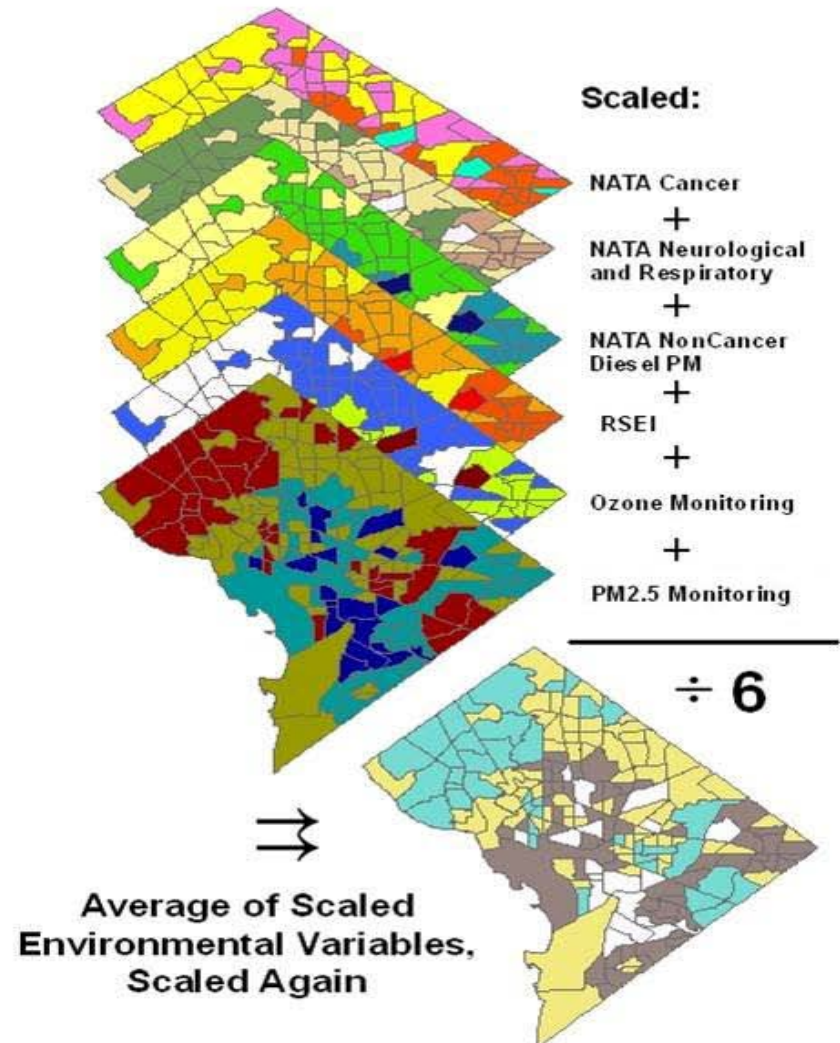 Scaled:
NATA Cancer
+
NATA Neurological
and Respiratory
+
NATA NonCancer
Diesel PM
+
RSEI
+
Ozone Monitoring
+
PM2.5 Monitoring
÷ 6
⇉
Average of Scaled
Environmental Variables,
Scaled Again